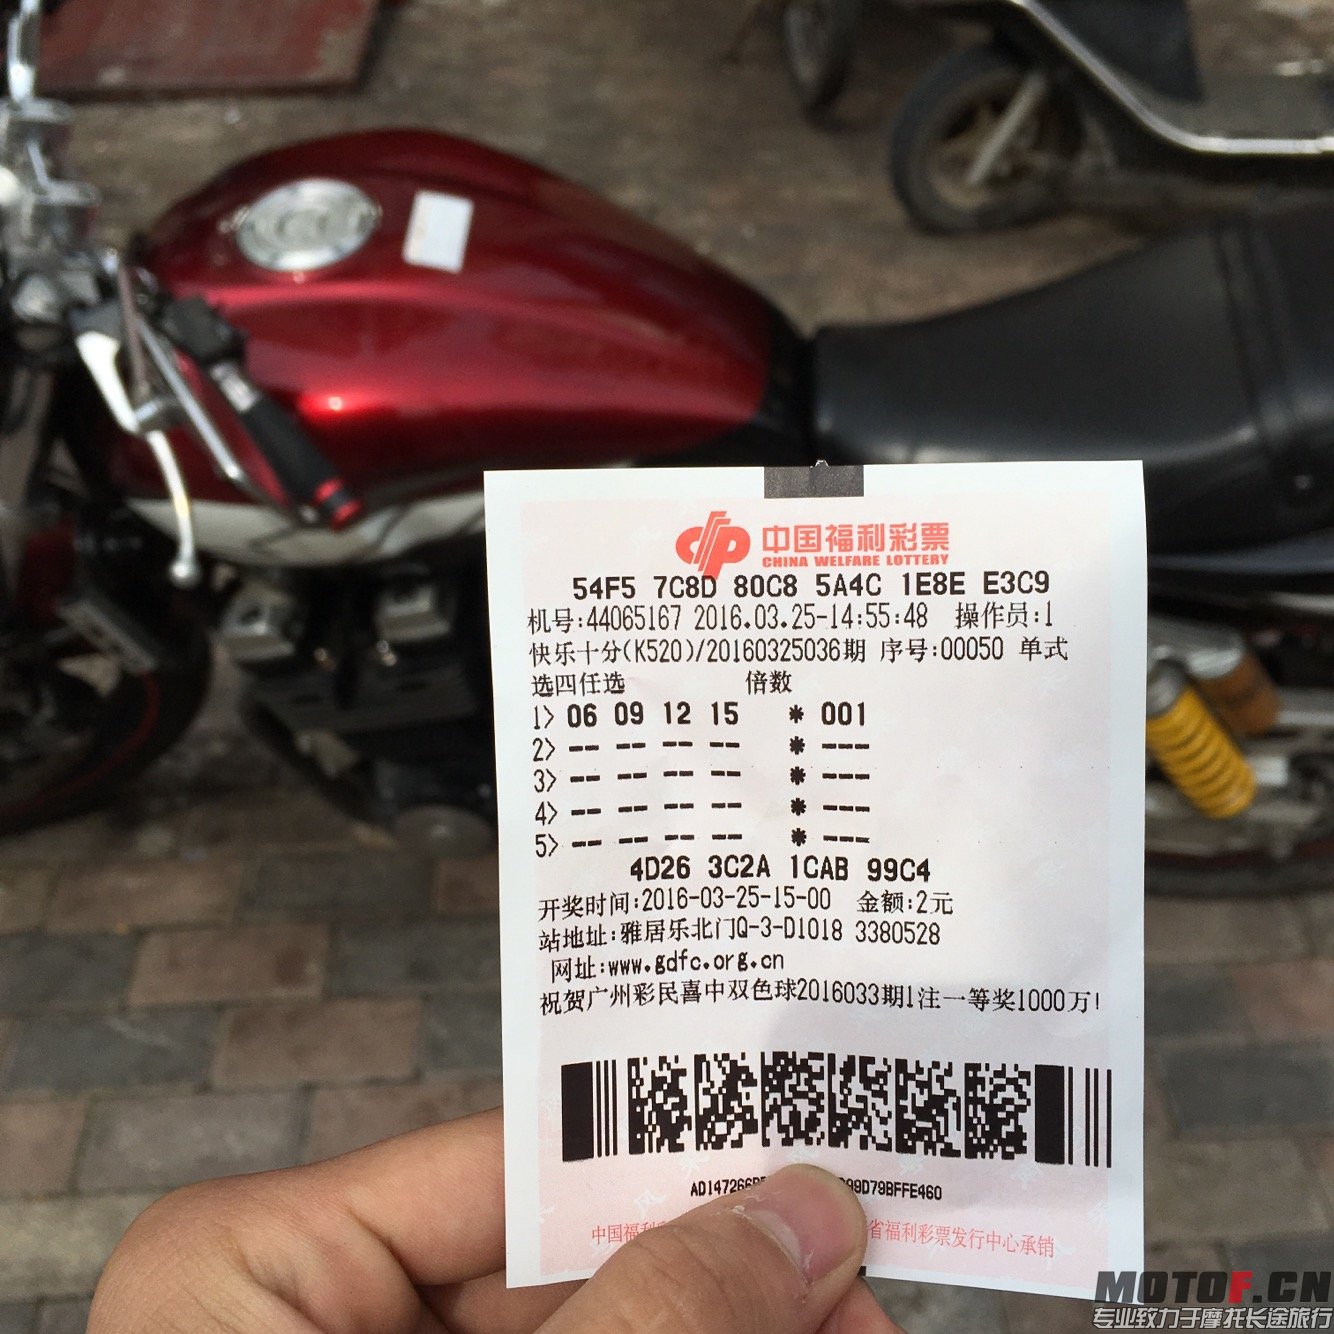 中国福利彩票
CHINA WELFARE LOTTERY
54F5 7C8D 80C8 5A4C 1E8E E3C9
机号:44065167 2016.03.25-14:55:48 操作员:1
快乐十分(K520)/20160325036期 序号:00050 单式
选四任选 倍数
1> 06 09 12 15 * 001
2> -- -- -- -- * ---
3> -- -- -- -- * ---
4> -- -- -- -- * ---
5> -- -- -- -- * ---
4D26 3C2A 1CAB 99C4
开奖时间:2016-03-25-15-00 金额:2元
站地址:雅居乐北门Q-3-D1018 3380528
网址:www.gdfc.org.cn
祝贺广州彩民喜中双色球2016033期1注一等奖1000万!
AD147266 99D79BFFE460
中国福利 省福利彩票发行中心承销
MOTOF.CN
专业致力于摩托长途旅行